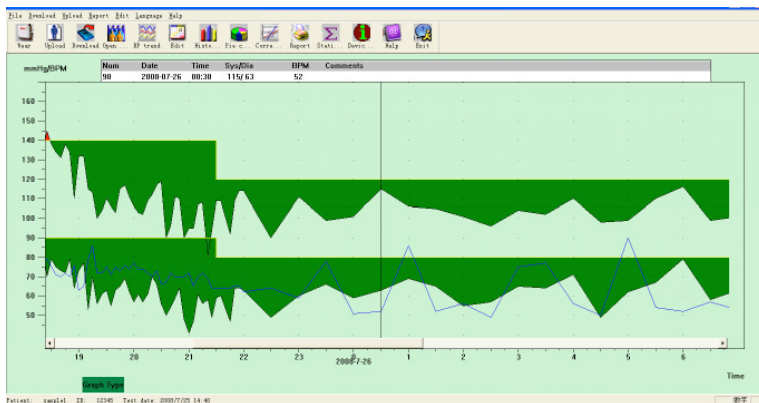 File Download Upload Report Edit Language Help
Wear Upload Download Open ... BP trend Edit Histo... Pie c... Corre... Report Stati... Devic... Help Exit
mmHg/BPM
Num Date Time Sys/Dia BPM Comments
90 2008-07-26 00:30 115/ 63 52
160
150
140
130
120
110
100
90
80
70
60
50
19 20 21 22 23 0 1 2 3 4 5 6
2008-7-26
Time
Graph Type
Patient: sample1 ID: 12345 Test date: 2008/7/25 14:40 数字